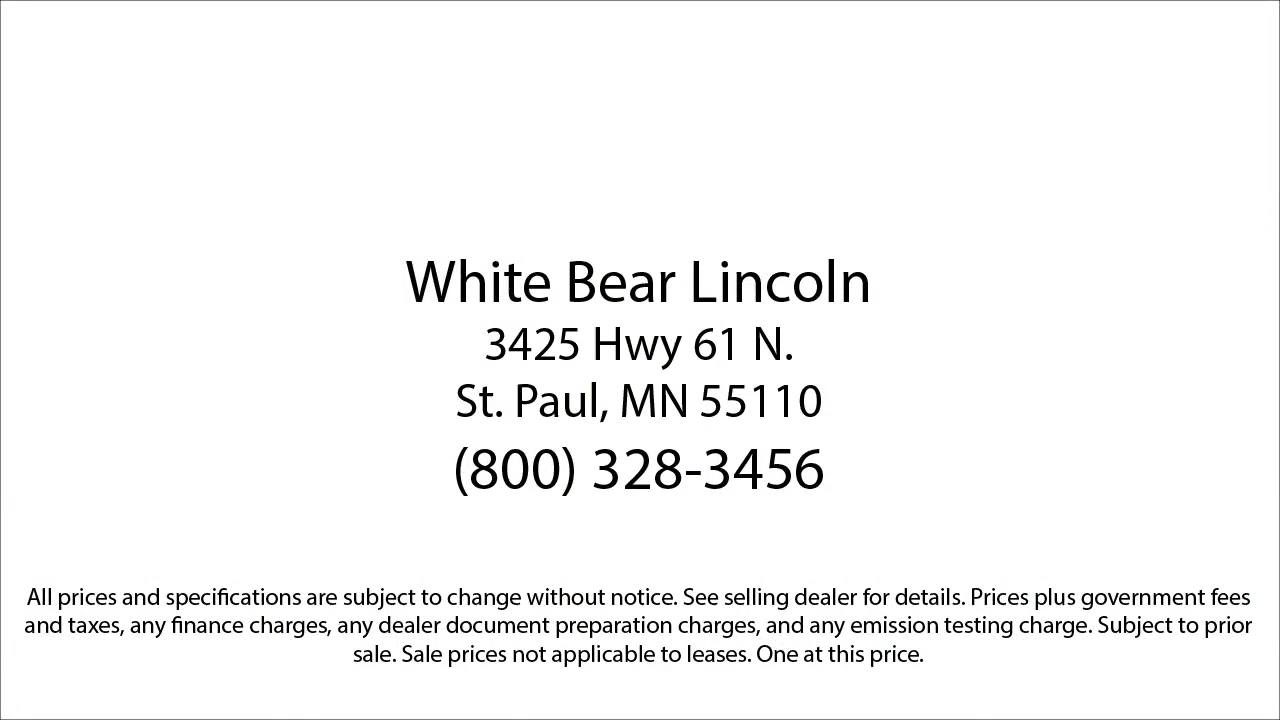 White Bear Lincoln
3425 Hwy 61 N.
St. Paul, MN 55110
(800) 328-3456
All prices and specifications are subject to change without notice. See selling dealer for details. Prices plus government fees
and taxes, any finance charges, any dealer document preparation charges, and any emission testing charge. Subject to prior
sale. Sale prices not applicable to leases. One at this price.